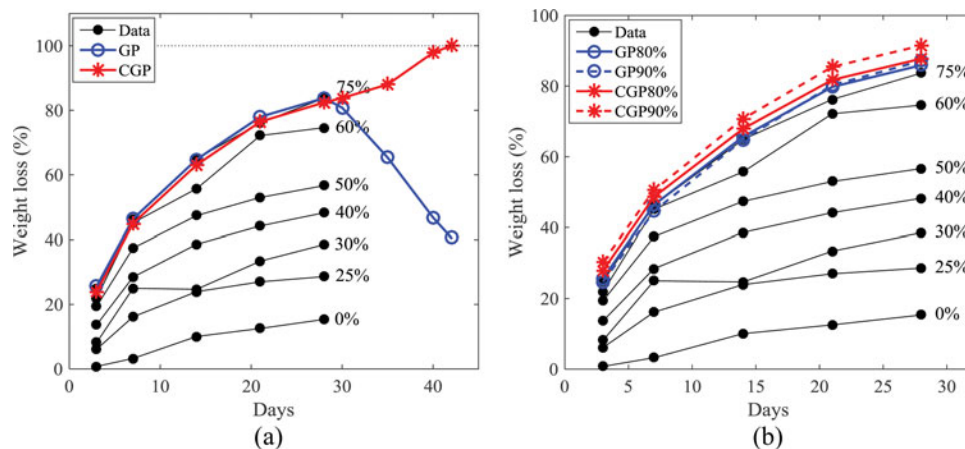 Data
GP
CGP
100
80
60
40
20
0
75%
60%
50%
40%
30%
25%
0%
0 10 20 30 40
Weight loss (%)
Days
(a)
Data
GP80%
GP90%
CGP80%
CGP90%
100
80
60
40
20
0
75%
60%
50%
40%
30%
25%
0%
0 5 10 15 20 25 30
Weight loss (%)
Days
(b)